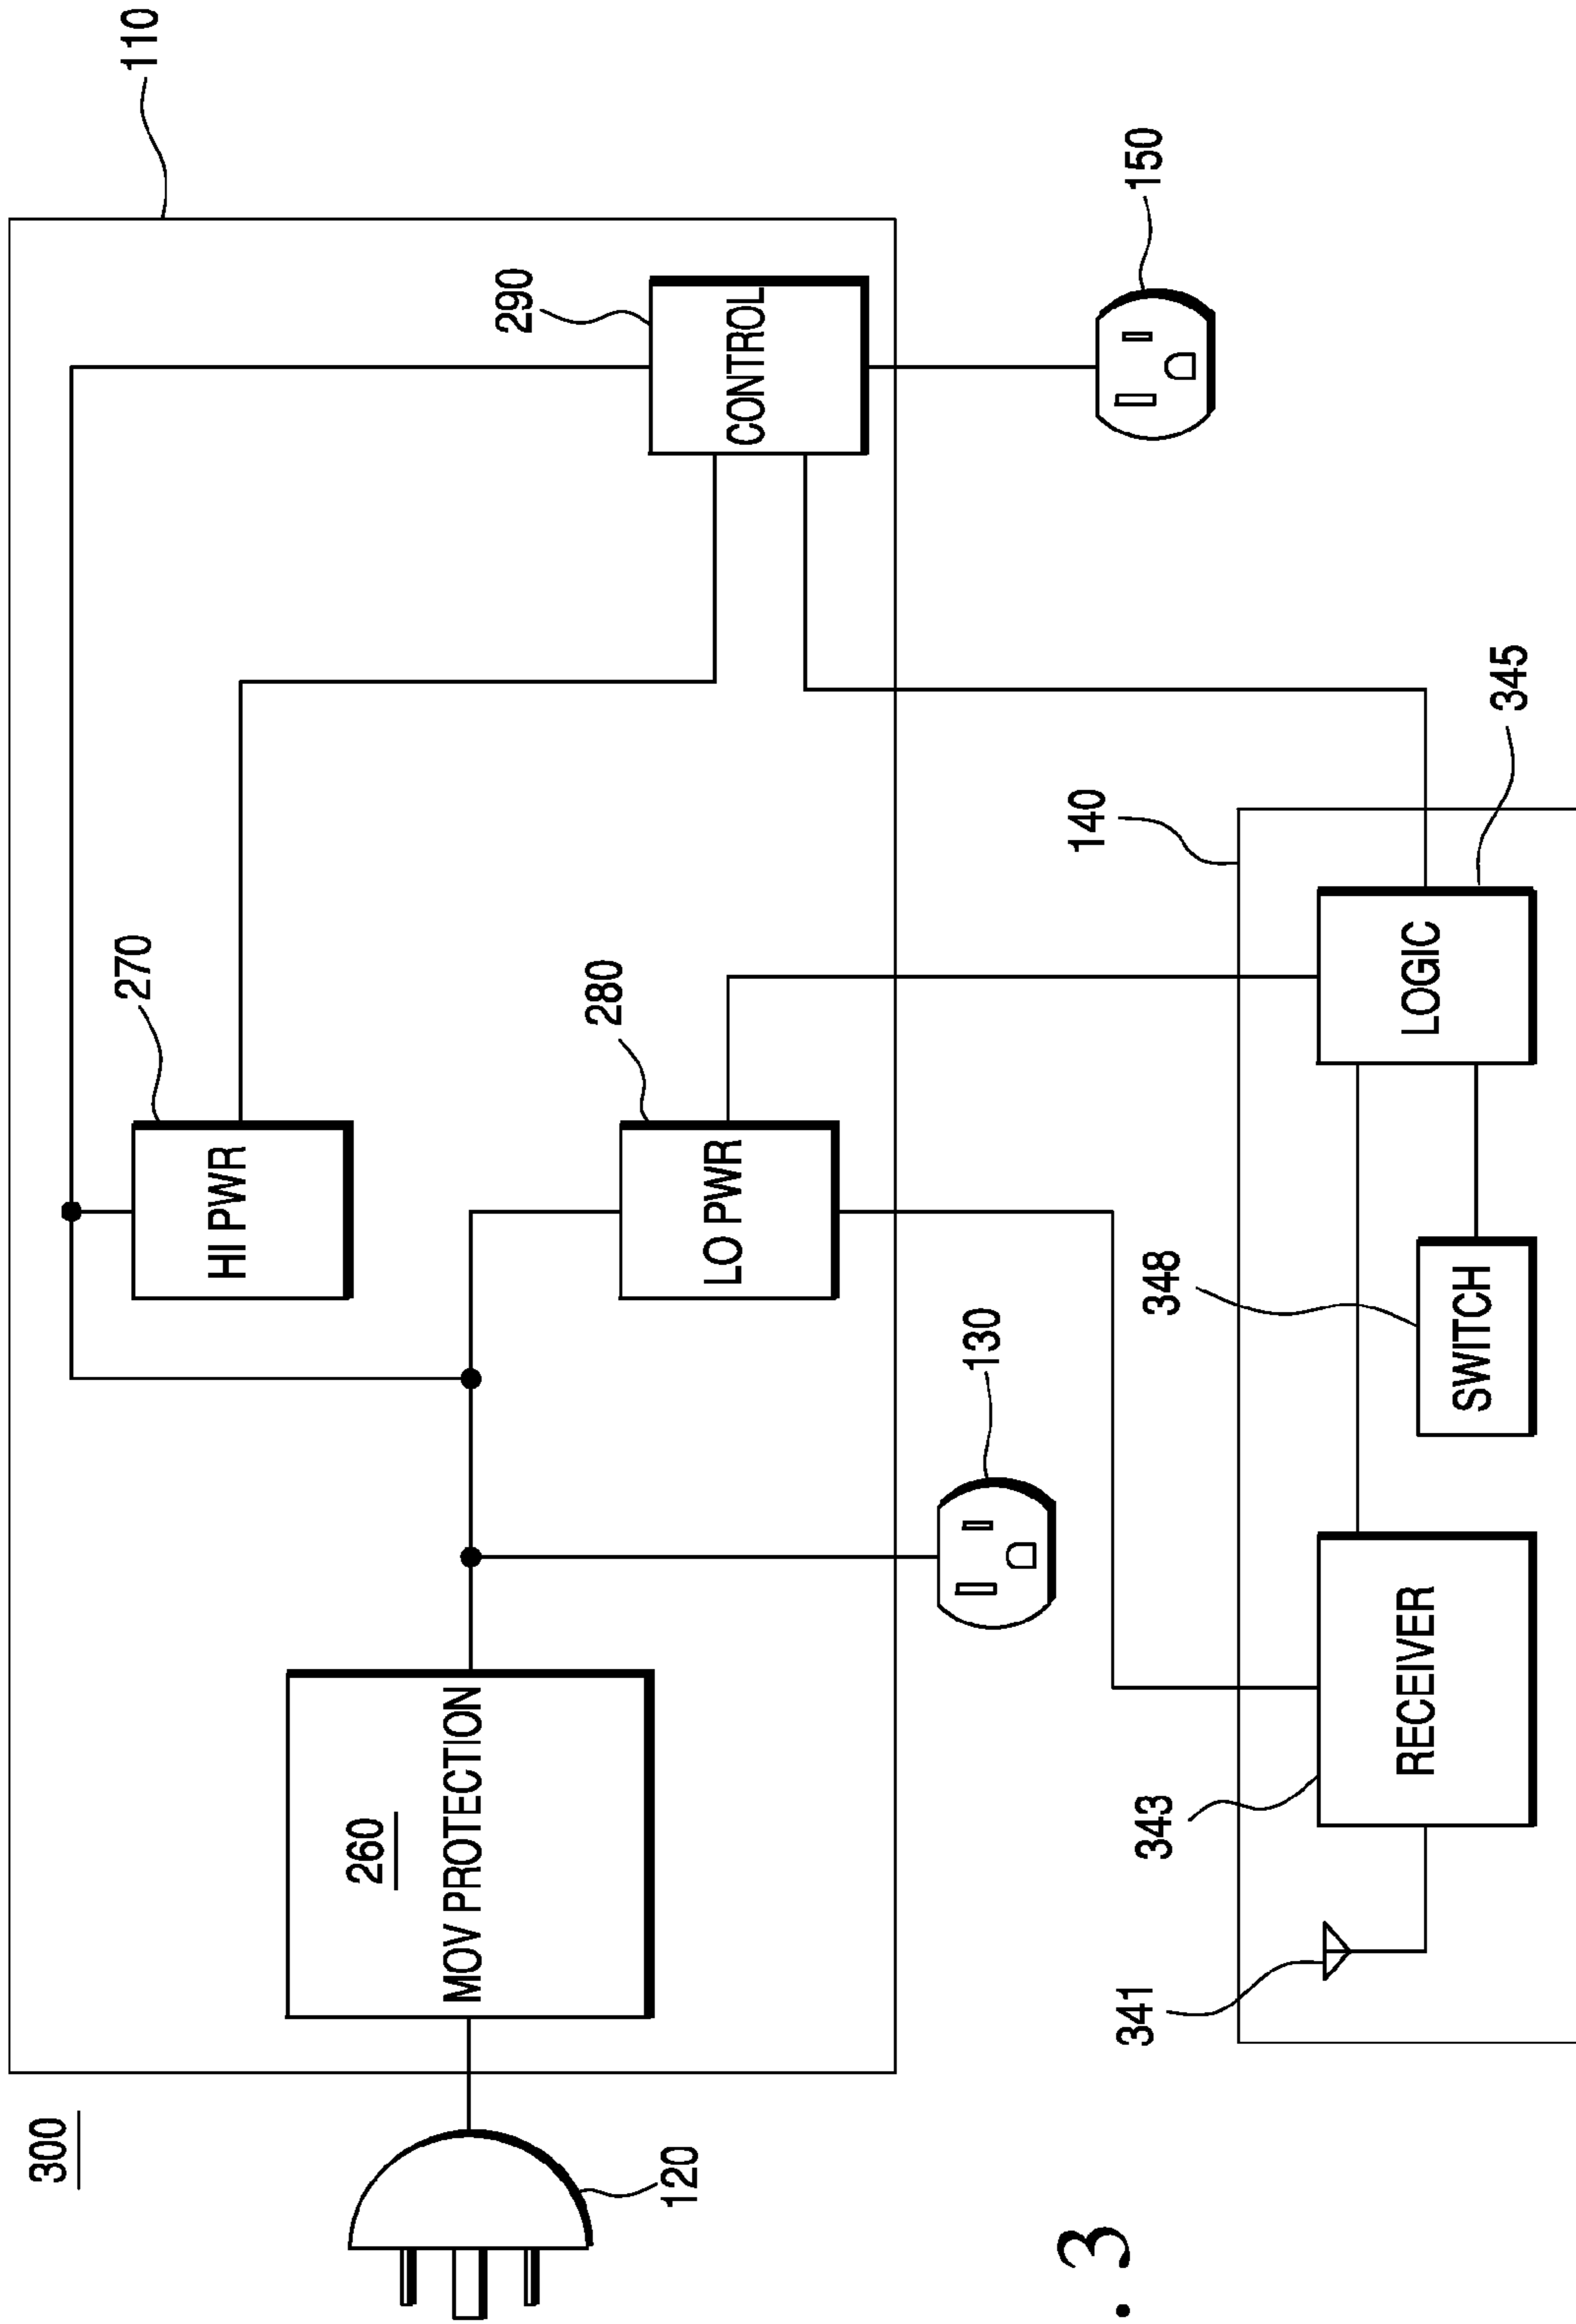 300
110
270
HI PWR
290
CONTROL
260
MOV PROTECTION
280
LO PWR
120
130
150
140
341
343
RECEIVER
348
SWITCH
LOGIC
345
. 3